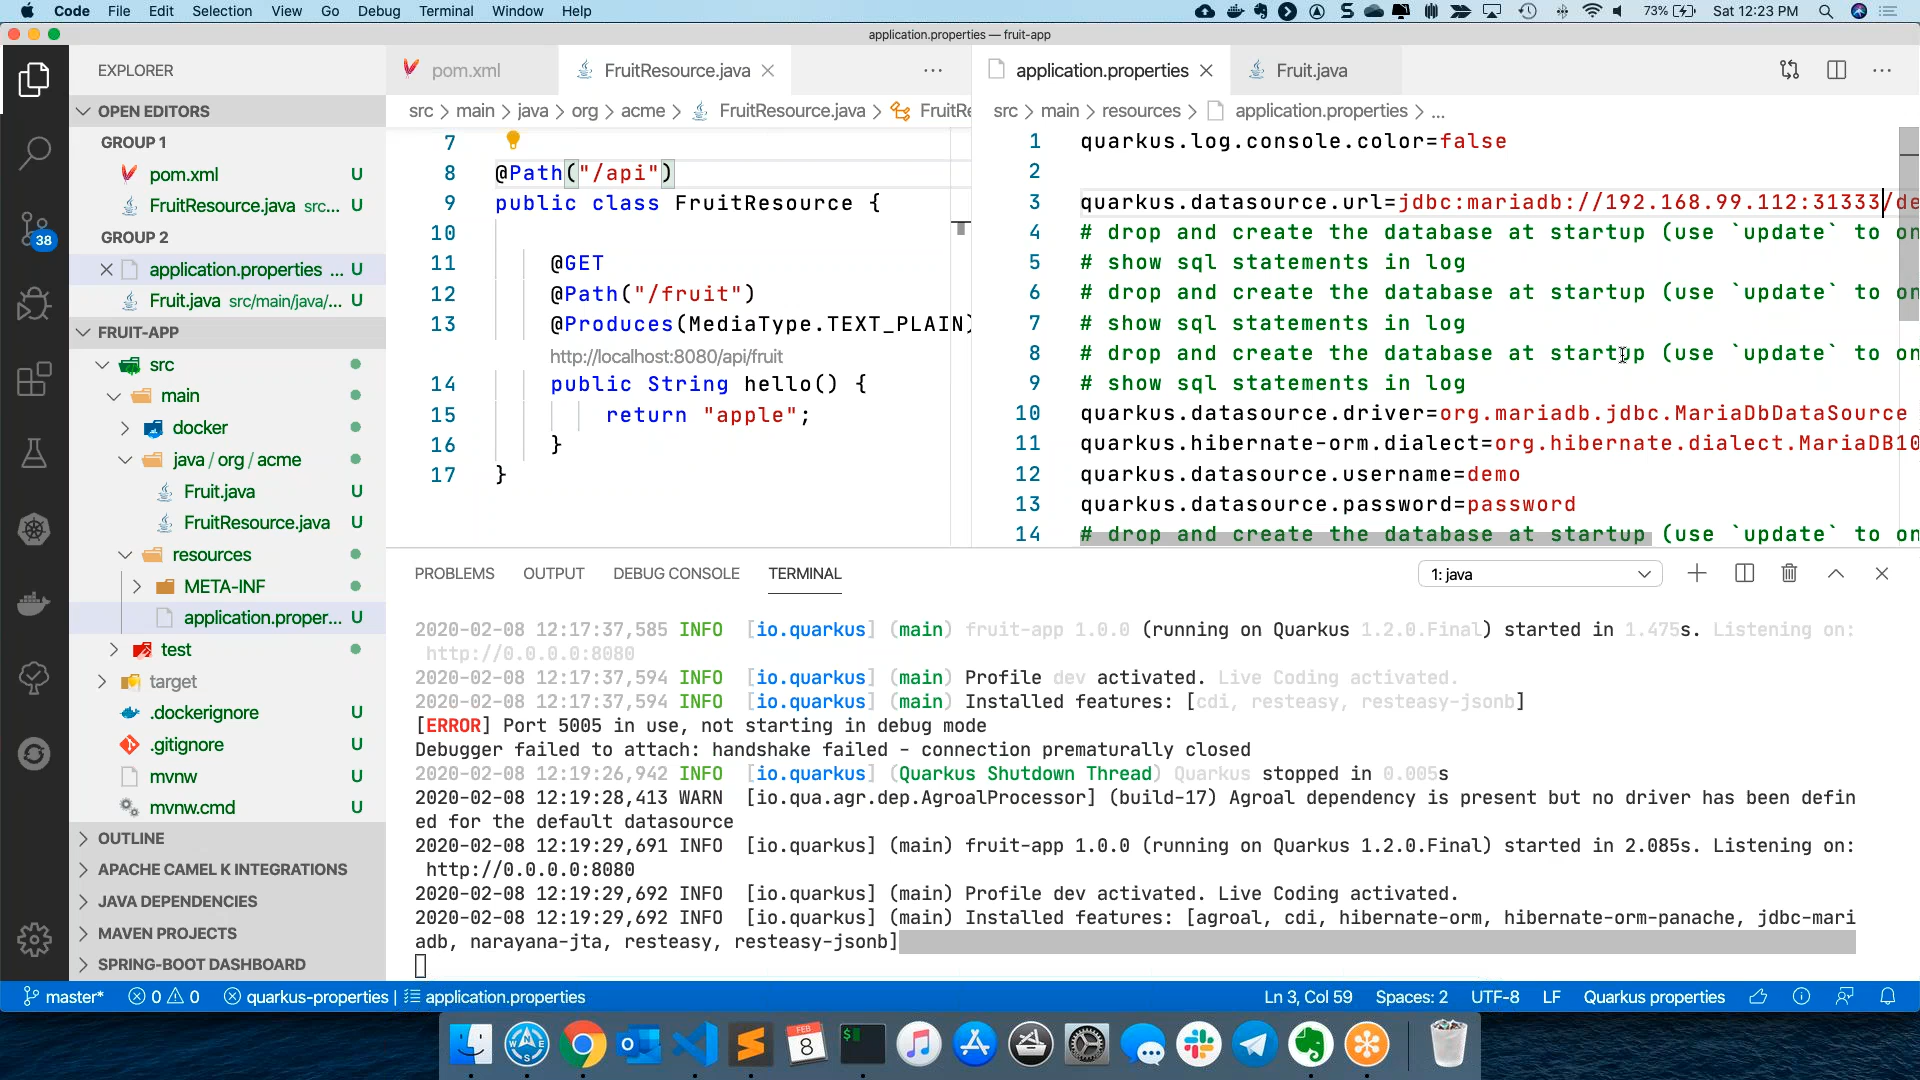 Code File Edit Selection View Go Debug Terminal Window Help
73% Sat 12:23 PM
application.properties — fruit-app
EXPLORER
OPEN EDITORS
GROUP 1
pom.xml U
FruitResource.java src... U
GROUP 2
application.properties ... U
Fruit.java src/main/java/... U
FRUIT-APP
src
main
docker
java / org / acme
Fruit.java U
FruitResource.java U
resources
META-INF
application.proper... U
test
target
.dockerignore U
.gitignore U
mvnw U
mvnw.cmd U
OUTLINE
APACHE CAMEL K INTEGRATIONS
JAVA DEPENDENCIES
MAVEN PROJECTS
SPRING-BOOT DASHBOARD
38
pom.xml FruitResource.java
src > main > java > org > acme > FruitResource.java > FruitRe
7
8 @Path("/api")
9 public class FruitResource {
10
11 @GET
12 @Path("/fruit")
13 @Produces(MediaType.TEXT_PLAIN)
http://localhost:8080/api/fruit
14 public String hello() {
15 return "apple";
16 }
17 }
application.properties Fruit.java
src > main > resources > application.properties > ...
1 quarkus.log.console.color=false
2
3 quarkus.datasource.url=jdbc:mariadb://192.168.99.112:31333/de
4 # drop and create the database at startup (use `update` to on
5 # show sql statements in log
6 # drop and create the database at startup (use `update` to on
7 # show sql statements in log
8 # drop and create the database at startup (use `update` to on
9 # show sql statements in log
10 quarkus.datasource.driver=org.mariadb.jdbc.MariaDbDataSource
11 quarkus.hibernate-orm.dialect=org.hibernate.dialect.MariaDB10
12 quarkus.datasource.username=demo
13 quarkus.datasource.password=password
14 # drop and create the database at startup (use `update` to on
PROBLEMS OUTPUT DEBUG CONSOLE TERMINAL
1: java
2020-02-08 12:17:37,585 INFO [io.quarkus] (main) fruit-app 1.0.0 (running on Quarkus 1.2.0.Final) started in 1.475s. Listening on:
http://0.0.0.0:8080
2020-02-08 12:17:37,594 INFO [io.quarkus] (main) Profile dev activated. Live Coding activated.
2020-02-08 12:17:37,594 INFO [io.quarkus] (main) Installed features: [cdi, resteasy, resteasy-jsonb]
[ERROR] Port 5005 in use, not starting in debug mode
Debugger failed to attach: handshake failed - connection prematurally closed
2020-02-08 12:19:26,942 INFO [io.quarkus] (Quarkus Shutdown Thread) Quarkus stopped in 0.005s
2020-02-08 12:19:28,413 WARN [io.qua.agr.dep.AgroalProcessor] (build-17) Agroal dependency is present but no driver has been defin
ed for the default datasource
2020-02-08 12:19:29,691 INFO [io.quarkus] (main) fruit-app 1.0.0 (running on Quarkus 1.2.0.Final) started in 2.085s. Listening on:
http://0.0.0.0:8080
2020-02-08 12:19:29,692 INFO [io.quarkus] (main) Profile dev activated. Live Coding activated.
2020-02-08 12:19:29,692 INFO [io.quarkus] (main) Installed features: [agroal, cdi, hibernate-orm, hibernate-orm-panache, jdbc-mari
adb, narayana-jta, resteasy, resteasy-jsonb]
master* 0 0 quarkus-properties | application.properties Ln 3, Col 59 Spaces: 2 UTF-8 LF Quarkus properties
FEB
8